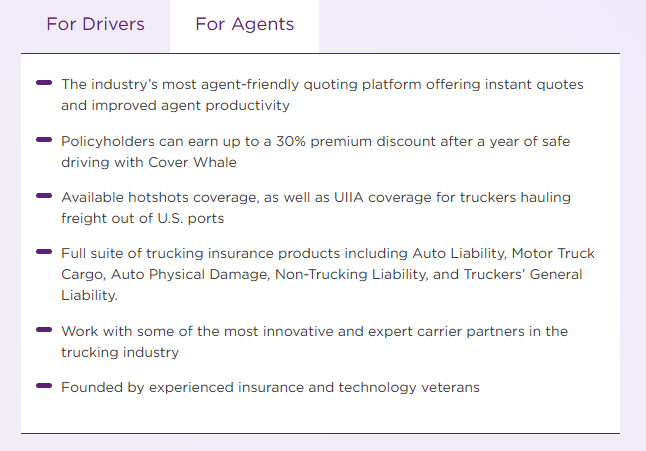 For Drivers
For Agents
The industry’s most agent-friendly quoting platform offering instant quotes
and improved agent productivity
Policyholders can earn up to a 30% premium discount after a year of safe
driving with Cover Whale
Available hotshots coverage, as well as UIIA coverage for truckers hauling
freight out of U.S. ports
Full suite of trucking insurance products including Auto Liability, Motor Truck
Cargo, Auto Physical Damage, Non-Trucking Liability, and Truckers’ General
Liability.
Work with some of the most innovative and expert carrier partners in the
trucking industry
Founded by experienced insurance and technology veterans